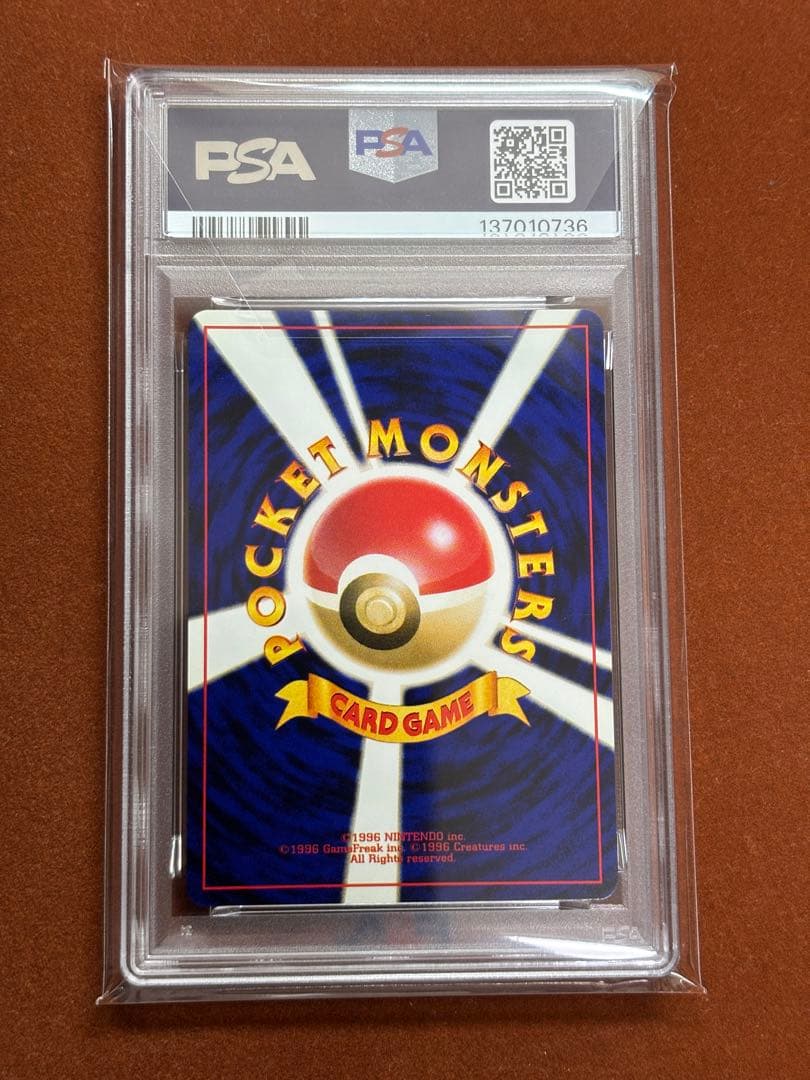 PSA
PSA
137010736
POCKET MONSTERS
CARD GAME
©1996 NINTENDO inc.
©1996 GameFreak inc. ©1996 Creatures inc.
All Rights reserved.
PSA